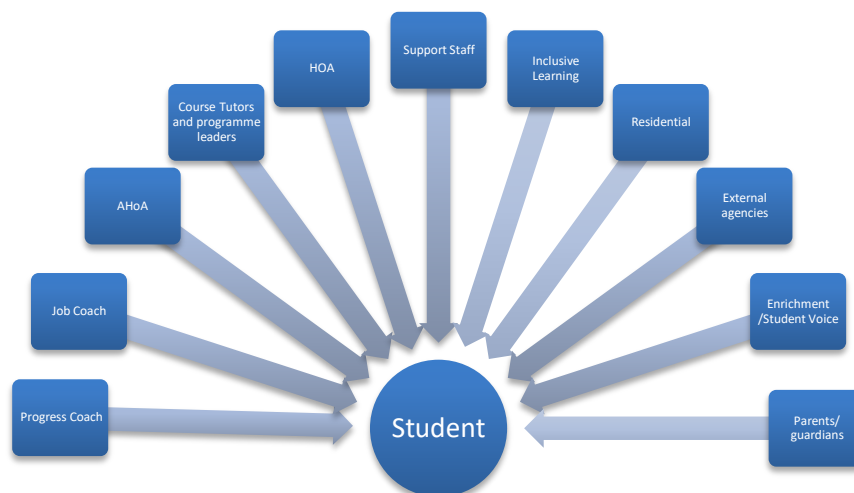 Support Staff
HOA
Inclusive
Learning
Course Tutors
and programme
leaders
Residential
AHoA
External
agencies
Job Coach
Enrichment
/Student Voice
Progress Coach
Student
Parents/
guardians